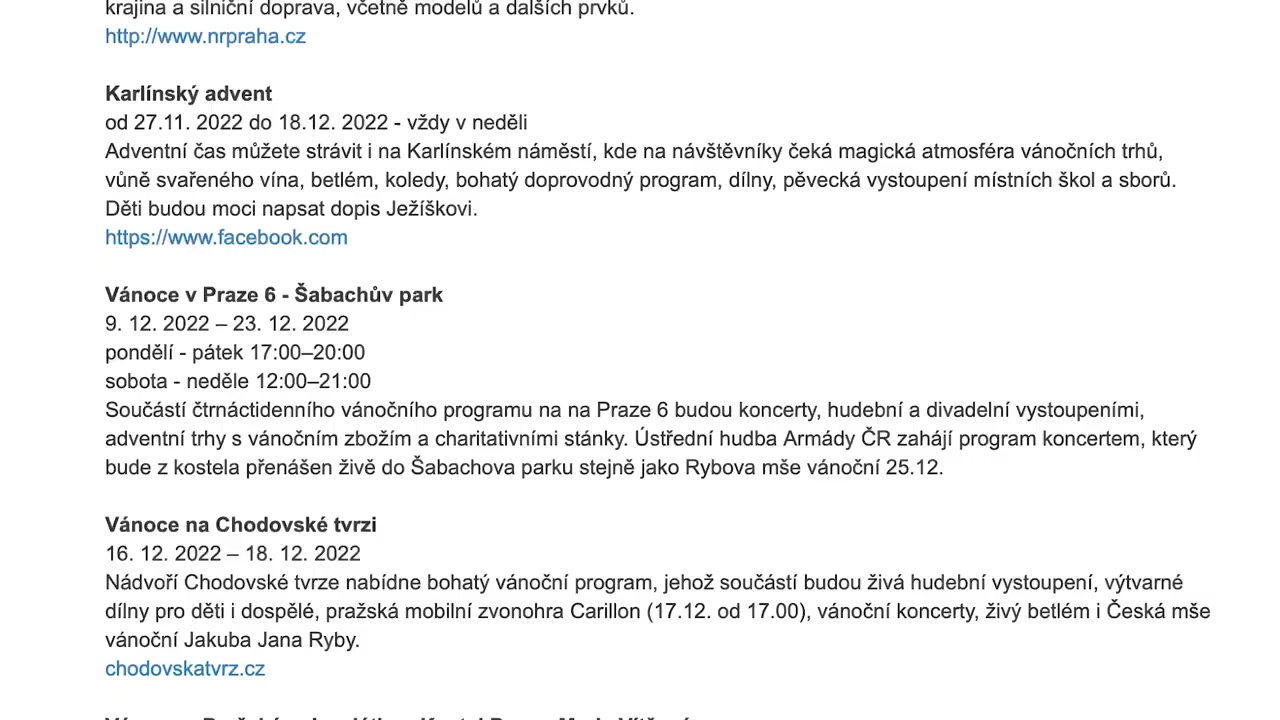 krajina a silniční doprava, včetně modelů a dalších prvků.
http://www.nrpraha.cz
Karlínský advent
od 27.11. 2022 do 18.12. 2022 - vždy v neděli
Adventní čas můžete strávit i na Karlínském náměstí, kde na návštěvníky čeká magická atmosféra vánočních trhů,
vůně svařeného vína, betlém, koledy, bohatý doprovodný program, dílny, pěvecká vystoupení místních škol a sborů.
Děti budou moci napsat dopis Ježíškovi.
https://www.facebook.com
Vánoce v Praze 6 - Šabachův park
9. 12. 2022 – 23. 12. 2022
pondělí - pátek 17:00–20:00
sobota - neděle 12:00–21:00
Součástí čtrnáctidenního vánočního programu na na Praze 6 budou koncerty, hudební a divadelní vystoupeními,
adventní trhy s vánočním zbožím a charitativními stánky. Ústřední hudba Armády ČR zahájí program koncertem, který
bude z kostela přenášen živě do Šabachova parku stejně jako Rybova mše vánoční 25.12.
Vánoce na Chodovské tvrzi
16. 12. 2022 – 18. 12. 2022
Nádvoří Chodovské tvrze nabídne bohatý vánoční program, jehož součástí budou živá hudební vystoupení, výtvarné
dílny pro děti i dospělé, pražská mobilní zvonohra Carillon (17.12. od 17.00), vánoční koncerty, živý betlém i Česká mše
vánoční Jakuba Jana Ryby.
chodovskatvrz.cz